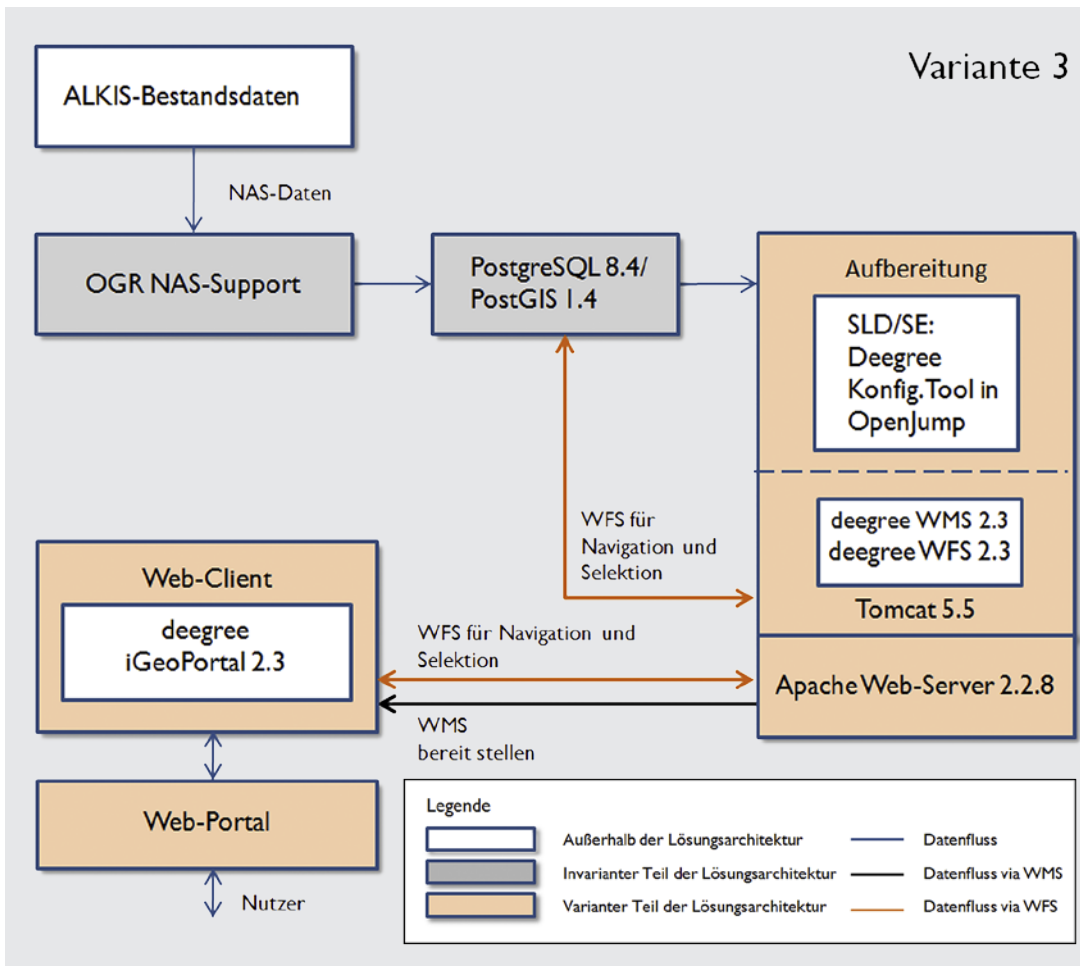 Variante 3
ALKIS-Bestandsdaten
NAS-Daten
OGR NAS-Support
PostgreSQL 8.4/
PostGIS 1.4
Aufbereitung
SLD/SE:
Deegree
Konfig.Tool in
OpenJump
deegree WMS 2.3
deegree WFS 2.3
Tomcat 5.5
Apache Web-Server 2.2.8
WFS für
Navigation und
Selektion
Web-Client
deegree
iGeoPortal 2.3
WFS für Navigation und
Selektion
WMS
bereit stellen
Web-Portal
Nutzer
Legende
Außerhalb der Lösungsarchitektur
Datenfluss
Invarianter Teil der Lösungsarchitektur
Datenfluss via WMS
Varianter Teil der Lösungsarchitektur
Datenfluss via WFS